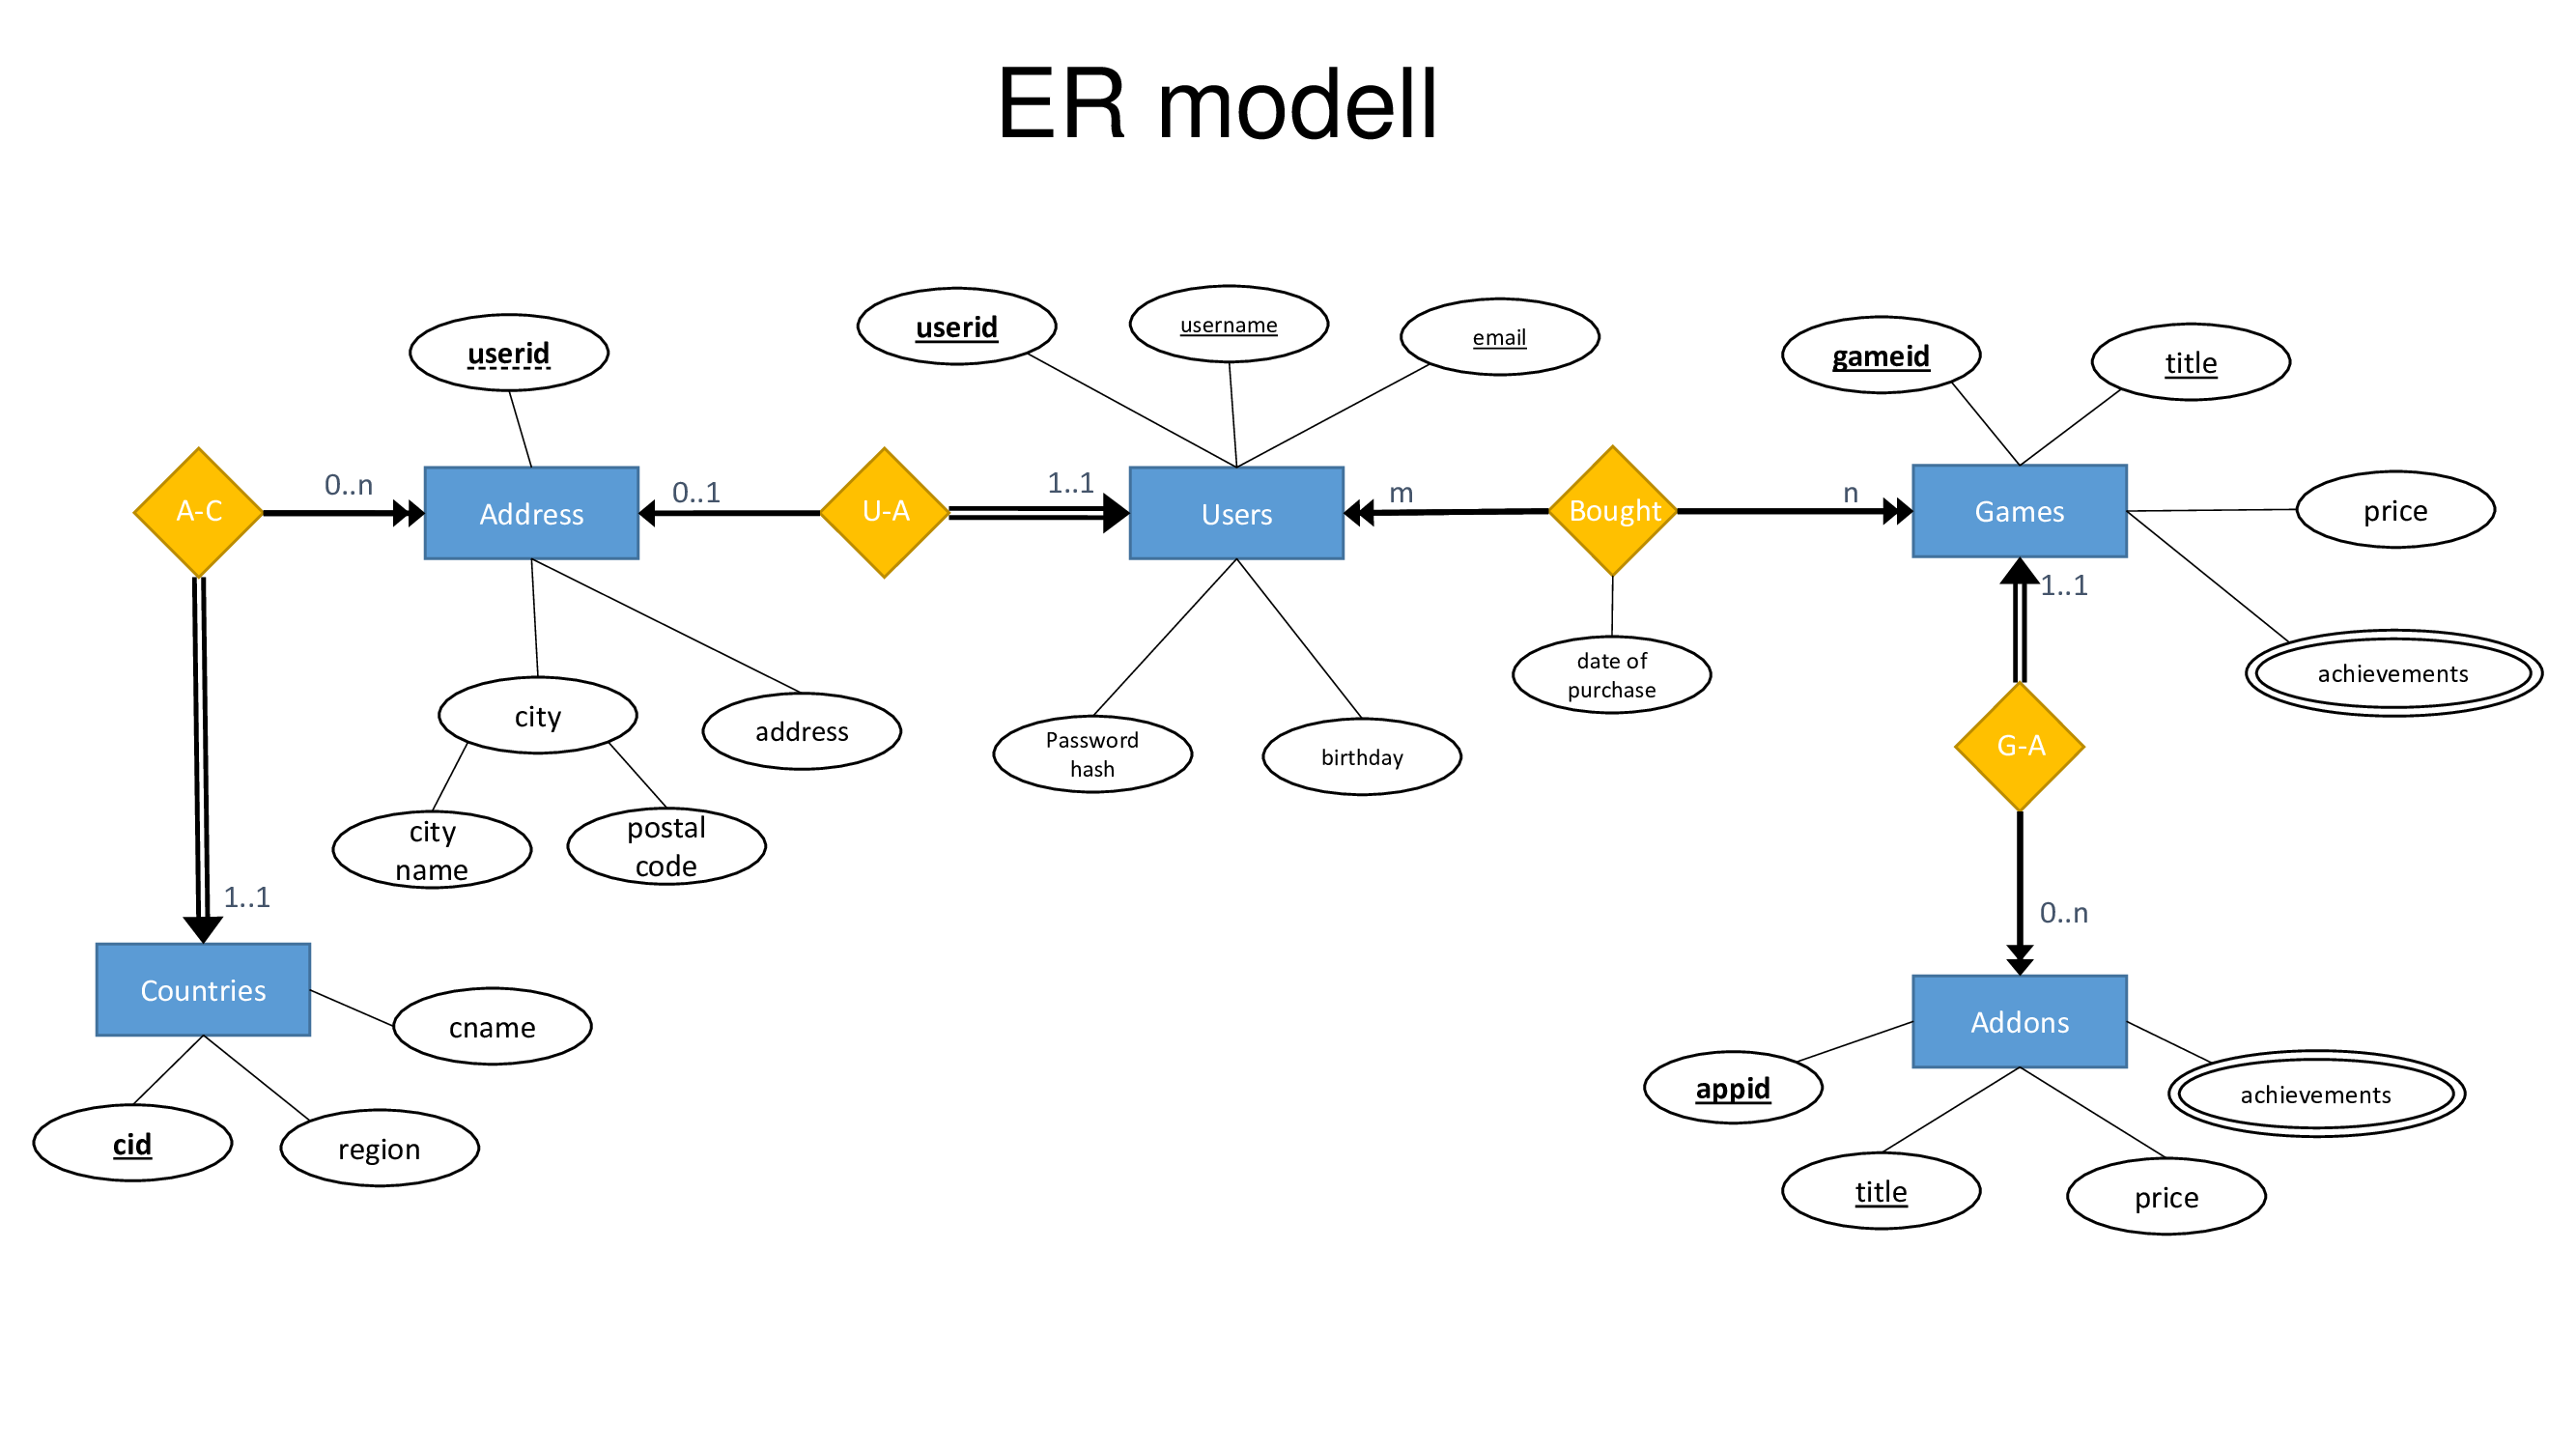 ER modell
userid
username
email
userid
gameid
title
A-C
0..n
Address
0..1
U-A
1..1
Users
m
Bought
n
Games
price
1..1
date of
purchase
achievements
city
address
Password
hash
birthday
G-A
city
name
postal
code
1..1
0..n
Countries
cname
Addons
cid
region
appid
achievements
title
price